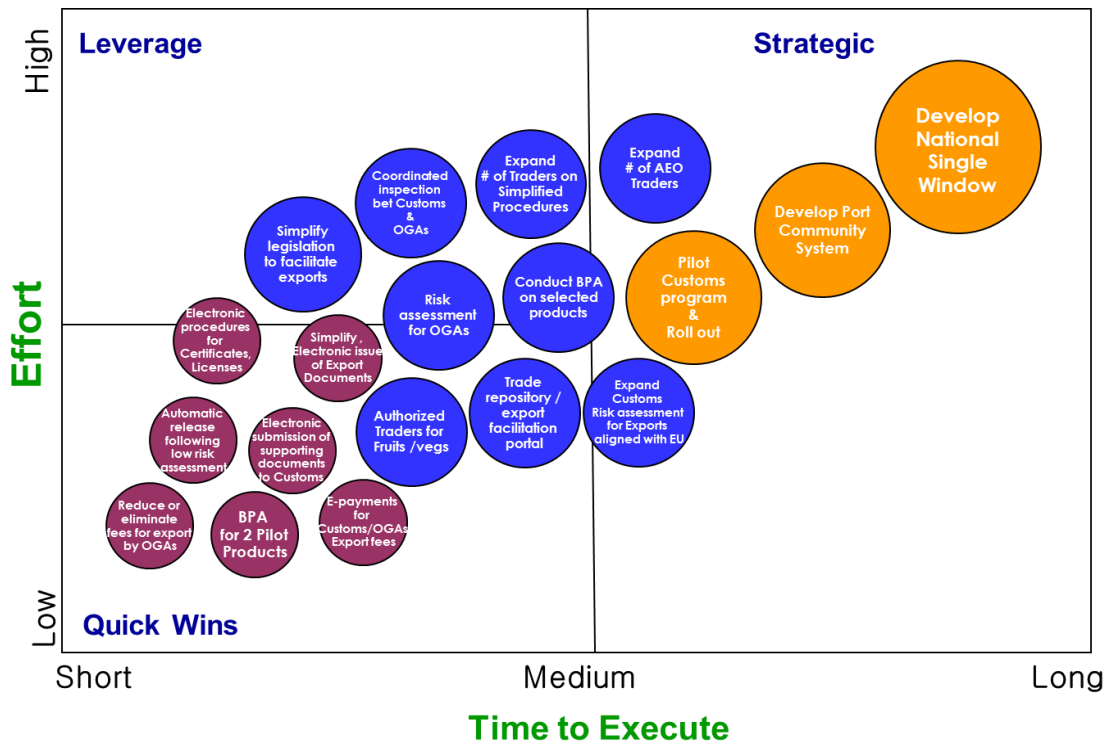 Leverage
Strategic
High
Effort
Low
Develop
National
Single
Window
Expand
# of AEO
Traders
Expand
# of Traders on
Simplified
Procedures
Coordinated
inspection
bet Customs
&
OGAs
Simplify
legislation
to facilitate
exports
Develop Port
Community
System
Pilot
Customs
program
&
Roll out
Conduct BPA
on selected
products
Risk
assessment
for OGAs
Electronic
procedures
for
Certificates,
Licenses
Simplify ,
Electronic issue
of Export
Documents
Automatic
release
following
low risk
assessment
Electronic
submission of
supporting
documents
to Customs
Authorized
Traders for
Fruits /vegs
Trade
repository /
export
facilitation
portal
Expand
Customs
Risk assessment
for Exports
aligned with EU
Reduce or
eliminate
fees for export
by OGAs
BPA
for 2 Pilot
Products
E-payments
for
Customs/OGAs
Export fees
Quick Wins
Short
Medium
Long
Time to Execute